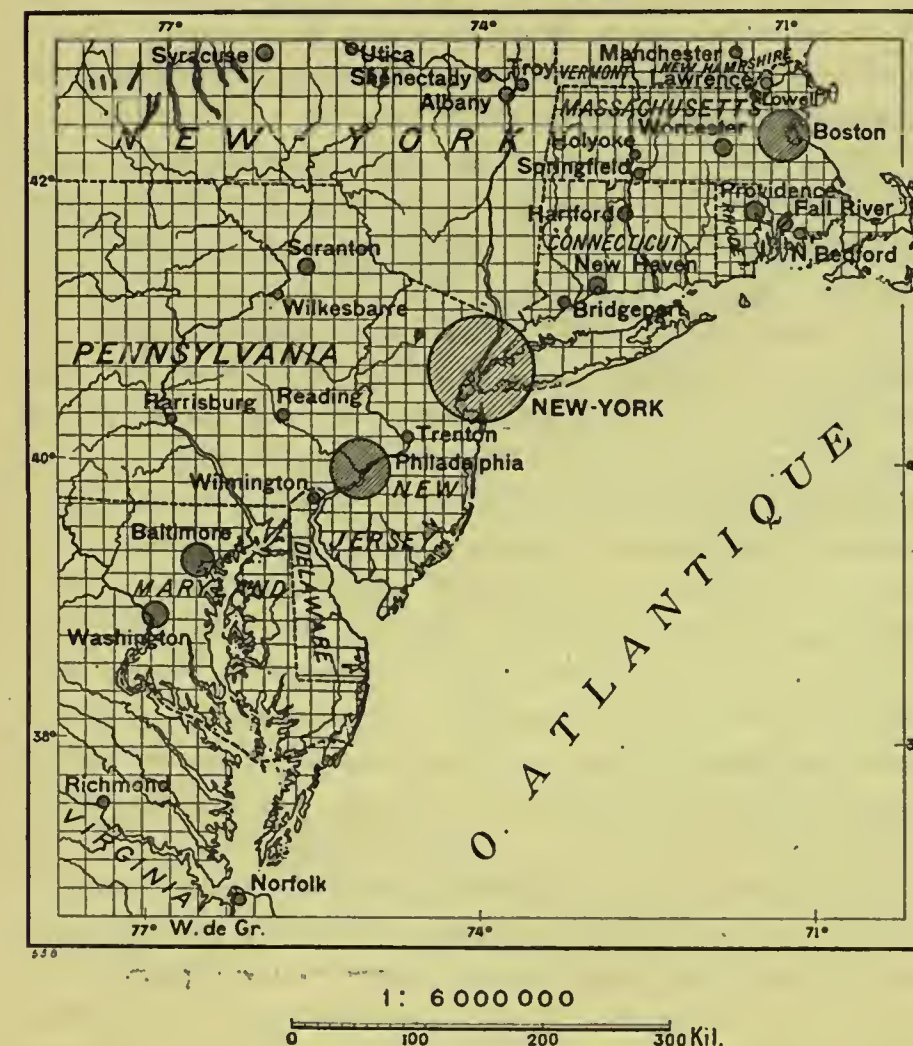 77° 74° 71°
Syracuse Utica Manchester
Shenectady Troy VERMONT NEW HAMPSHIRE
Albany Lawrence
MASSACHUSETTS Lowell
NEW-YORK Worcester Boston
Holyoke
42° Springfield
Providence
Hartford RHODE Fall River
CONNECTICUT N. Bedford
Scranton New Haven
Wilkesbarre Bridgeport
PENNSYLVANIA
Harrisburg Reading NEW-YORK
Trenton
40° Philadelphia
Wilmington NEW
Baltimore JERSEY
DELAWARE
MARYLAND
Washington
O. ATLANTIQUE
38°
Richmond
VIRGINIA
Norfolk
77° W. de Gr. 74° 71°
1: 6 000 000
0 100 200 300 Kil.